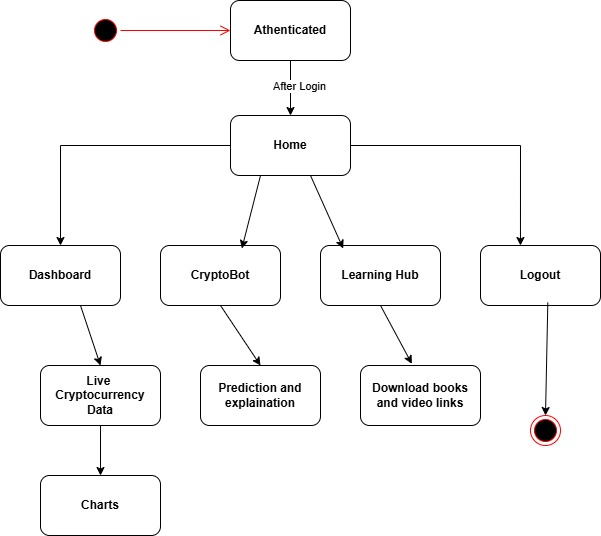 Athenticated
After Login
Home
Dashboard
CryptoBot
Learning Hub
Logout
Live
Cryptocurrency
Data
Prediction and
explaination
Download books
and video links
Charts